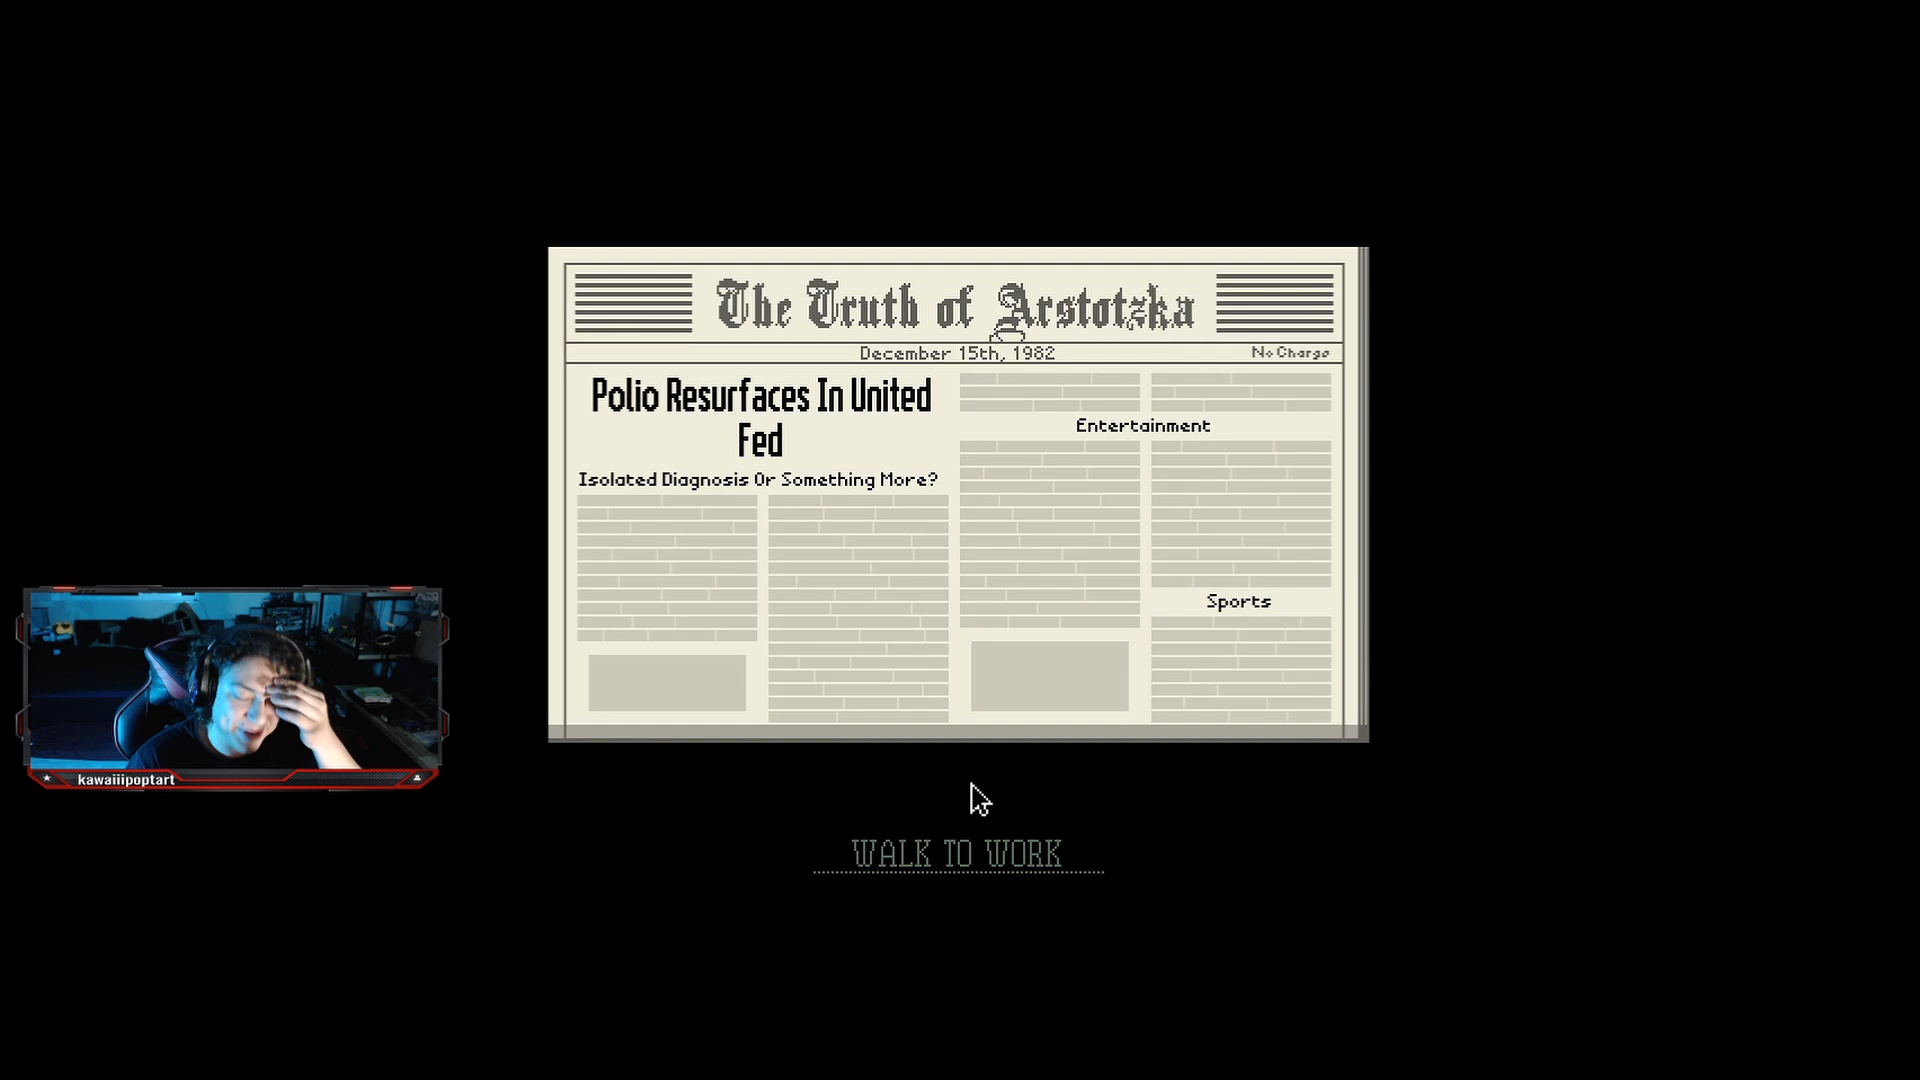 The Truth of Arstotzka
December 15th, 1982
No Charge
Polio Resurfaces In United
Fed
Isolated Diagnosis Or Something More?
Entertainment
Sports
kawaiiipoptart
WALK TO WORK